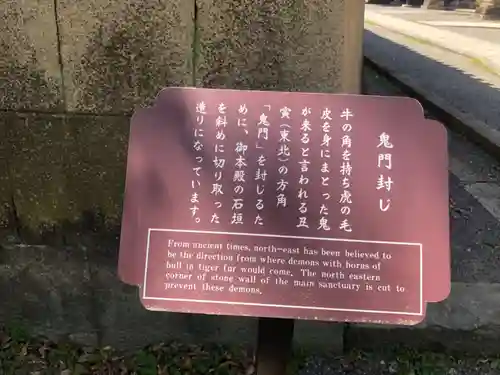 鬼門封じ
牛の角を持ち虎の毛
皮を身にまとった鬼
が来ると言われる丑
寅(東北)の方角
「鬼門」を封じるた
めに、御本殿の石垣
を斜めに切り取った
造りになっています。
From ancient times, north-east has been believed to
be the direction from where demons with horns of
bull in tiger fur would come. The north eastern
corner of stone wall of the main sanctuary is cut to
prevent these demons.